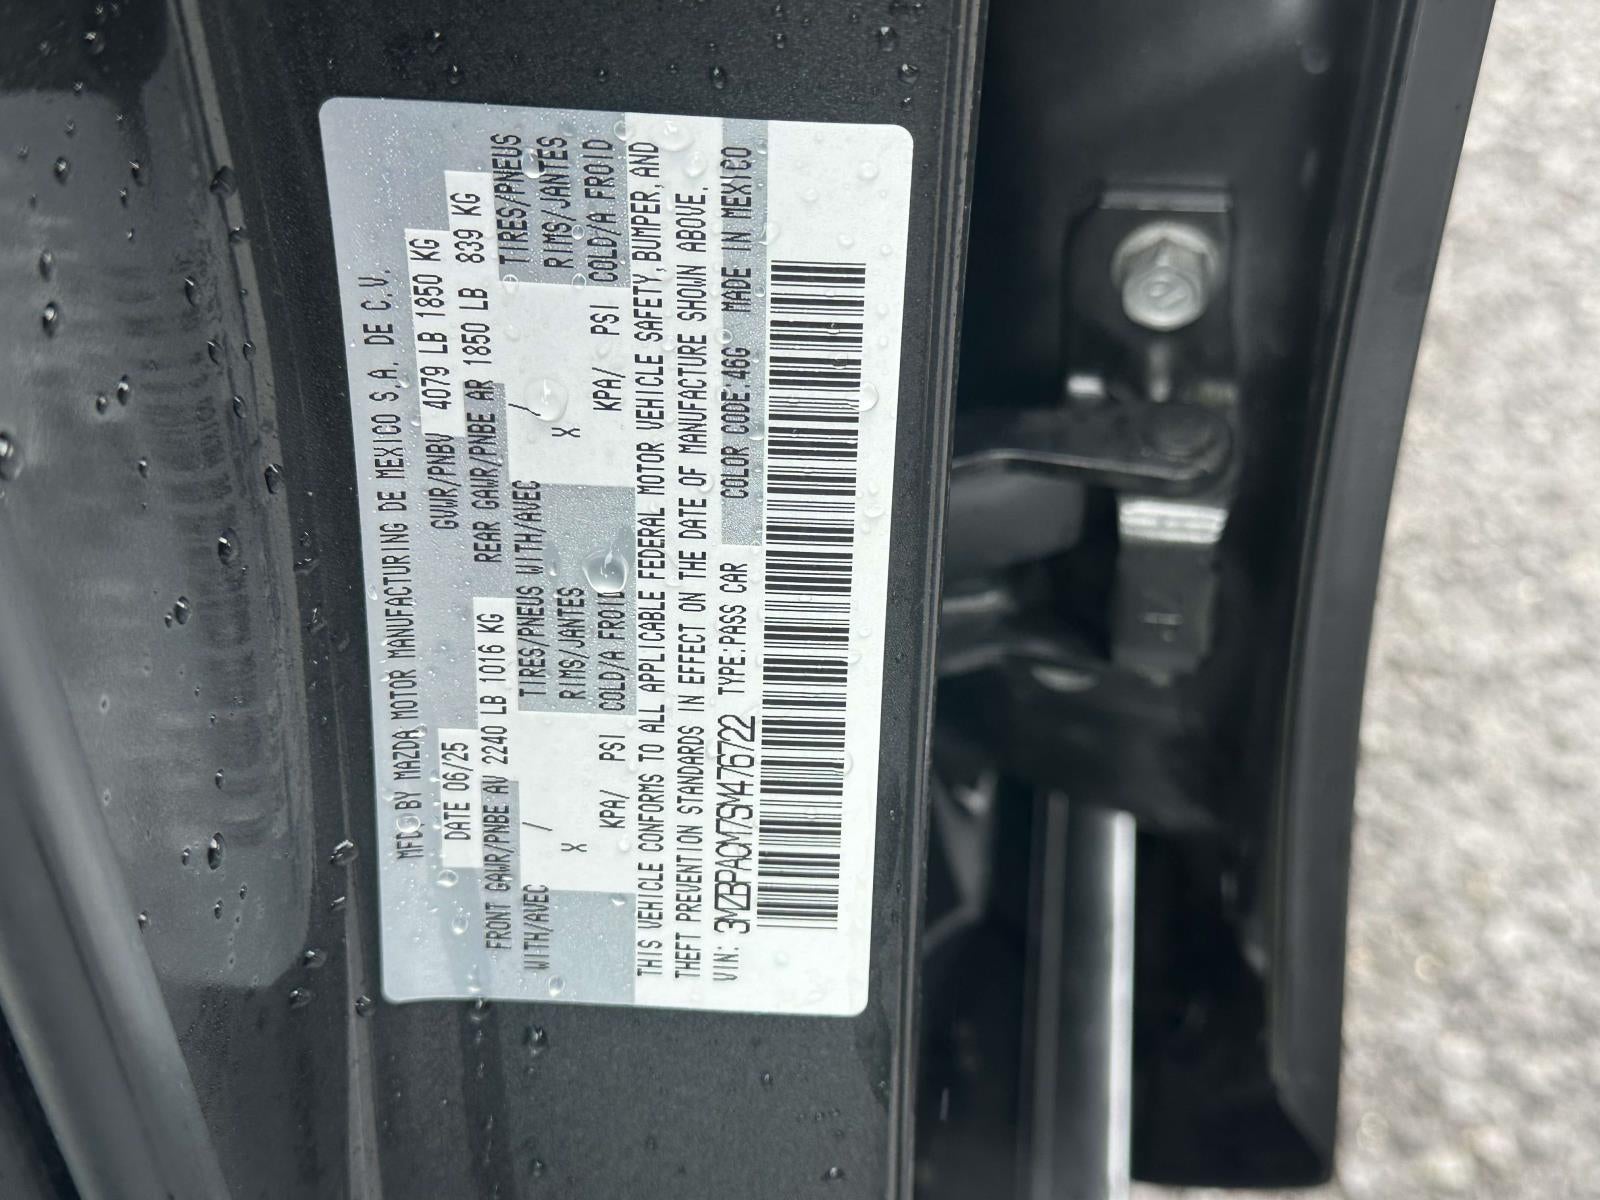 MFD.BY MAZDA MOTOR MANUFACTURING DE MEXICO S.A. DE C.V.
DATE 06/25 GVWR/PNBV 4079 LB 1850 KG
FRONT GAWR/PNBE AV 2240 LB 1016 KG REAR GAWR/PNBE AR 1850 LB 839 KG
WITH/AVEC / TIRES/PNEUS WITH/AVEC / TIRES/PNEUS
X RIMS/JANTES X RIMS/JANTES
KPA/ PSI COLD/A FROID KPA/ PSI COLD/A FROID
THIS VEHICLE CONFORMS TO ALL APPLICABLE FEDERAL MOTOR VEHICLE SAFETY,BUMPER,AND
THEFT PREVENTION STANDARDS IN EFFECT ON THE DATE OF MANUFACTURE SHOWN ABOVE.
VIN: 3MZBPACM7SM476722 TYPE:PASS CAR COLOR CODE:46G MADE IN MEXICO